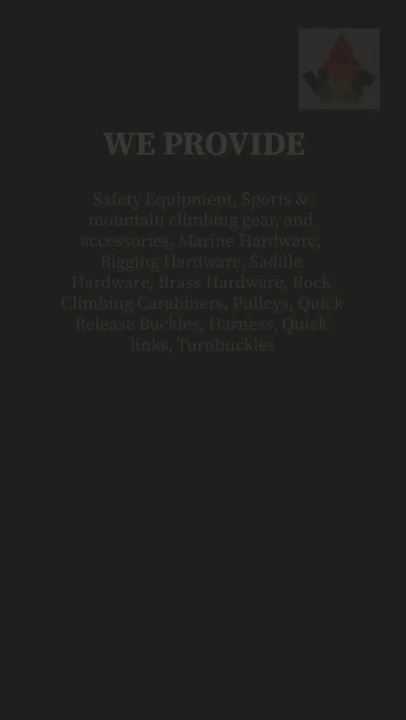 WE PROVIDE
Safety Equipment, Sports &
mountain climbing gear, and
accessories, Marine Hardware,
Rigging Hardware, Saddle
Hardware, Brass Hardware, Rock
Climbing Carabiners, Pulleys, Quick
Release Buckles, Harness, Quick
links, Turnbuckles